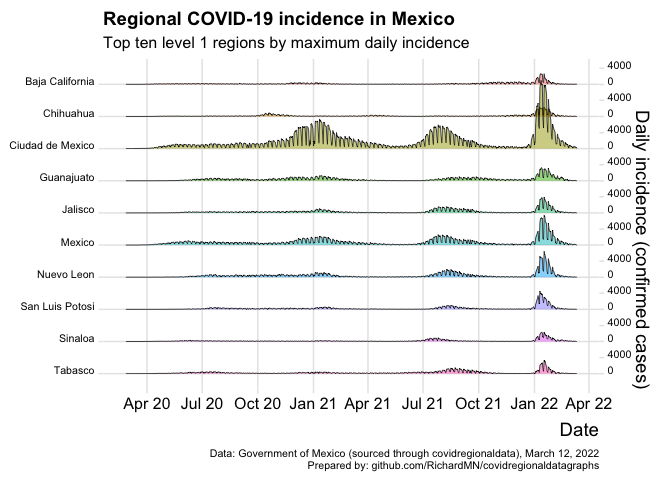 Regional COVID-19 incidence in Mexico
Top ten level 1 regions by maximum daily incidence
Baja California
4000
0
Chihuahua
4000
0
Ciudad de Mexico
4000
0
Guanajuato
4000
0
Jalisco
4000
0
Mexico
4000
0
Nuevo Leon
4000
0
San Luis Potosi
4000
0
Sinaloa
4000
0
Tabasco
4000
0
Daily incidence (confirmed cases)
Apr 20 Jul 20 Oct 20 Jan 21 Apr 21 Jul 21 Oct 21 Jan 22 Apr 22
Date
Data: Government of Mexico (sourced through covidregionaldata), March 12, 2022
Prepared by: github.com/RichardMN/covidregionaldatagraphs